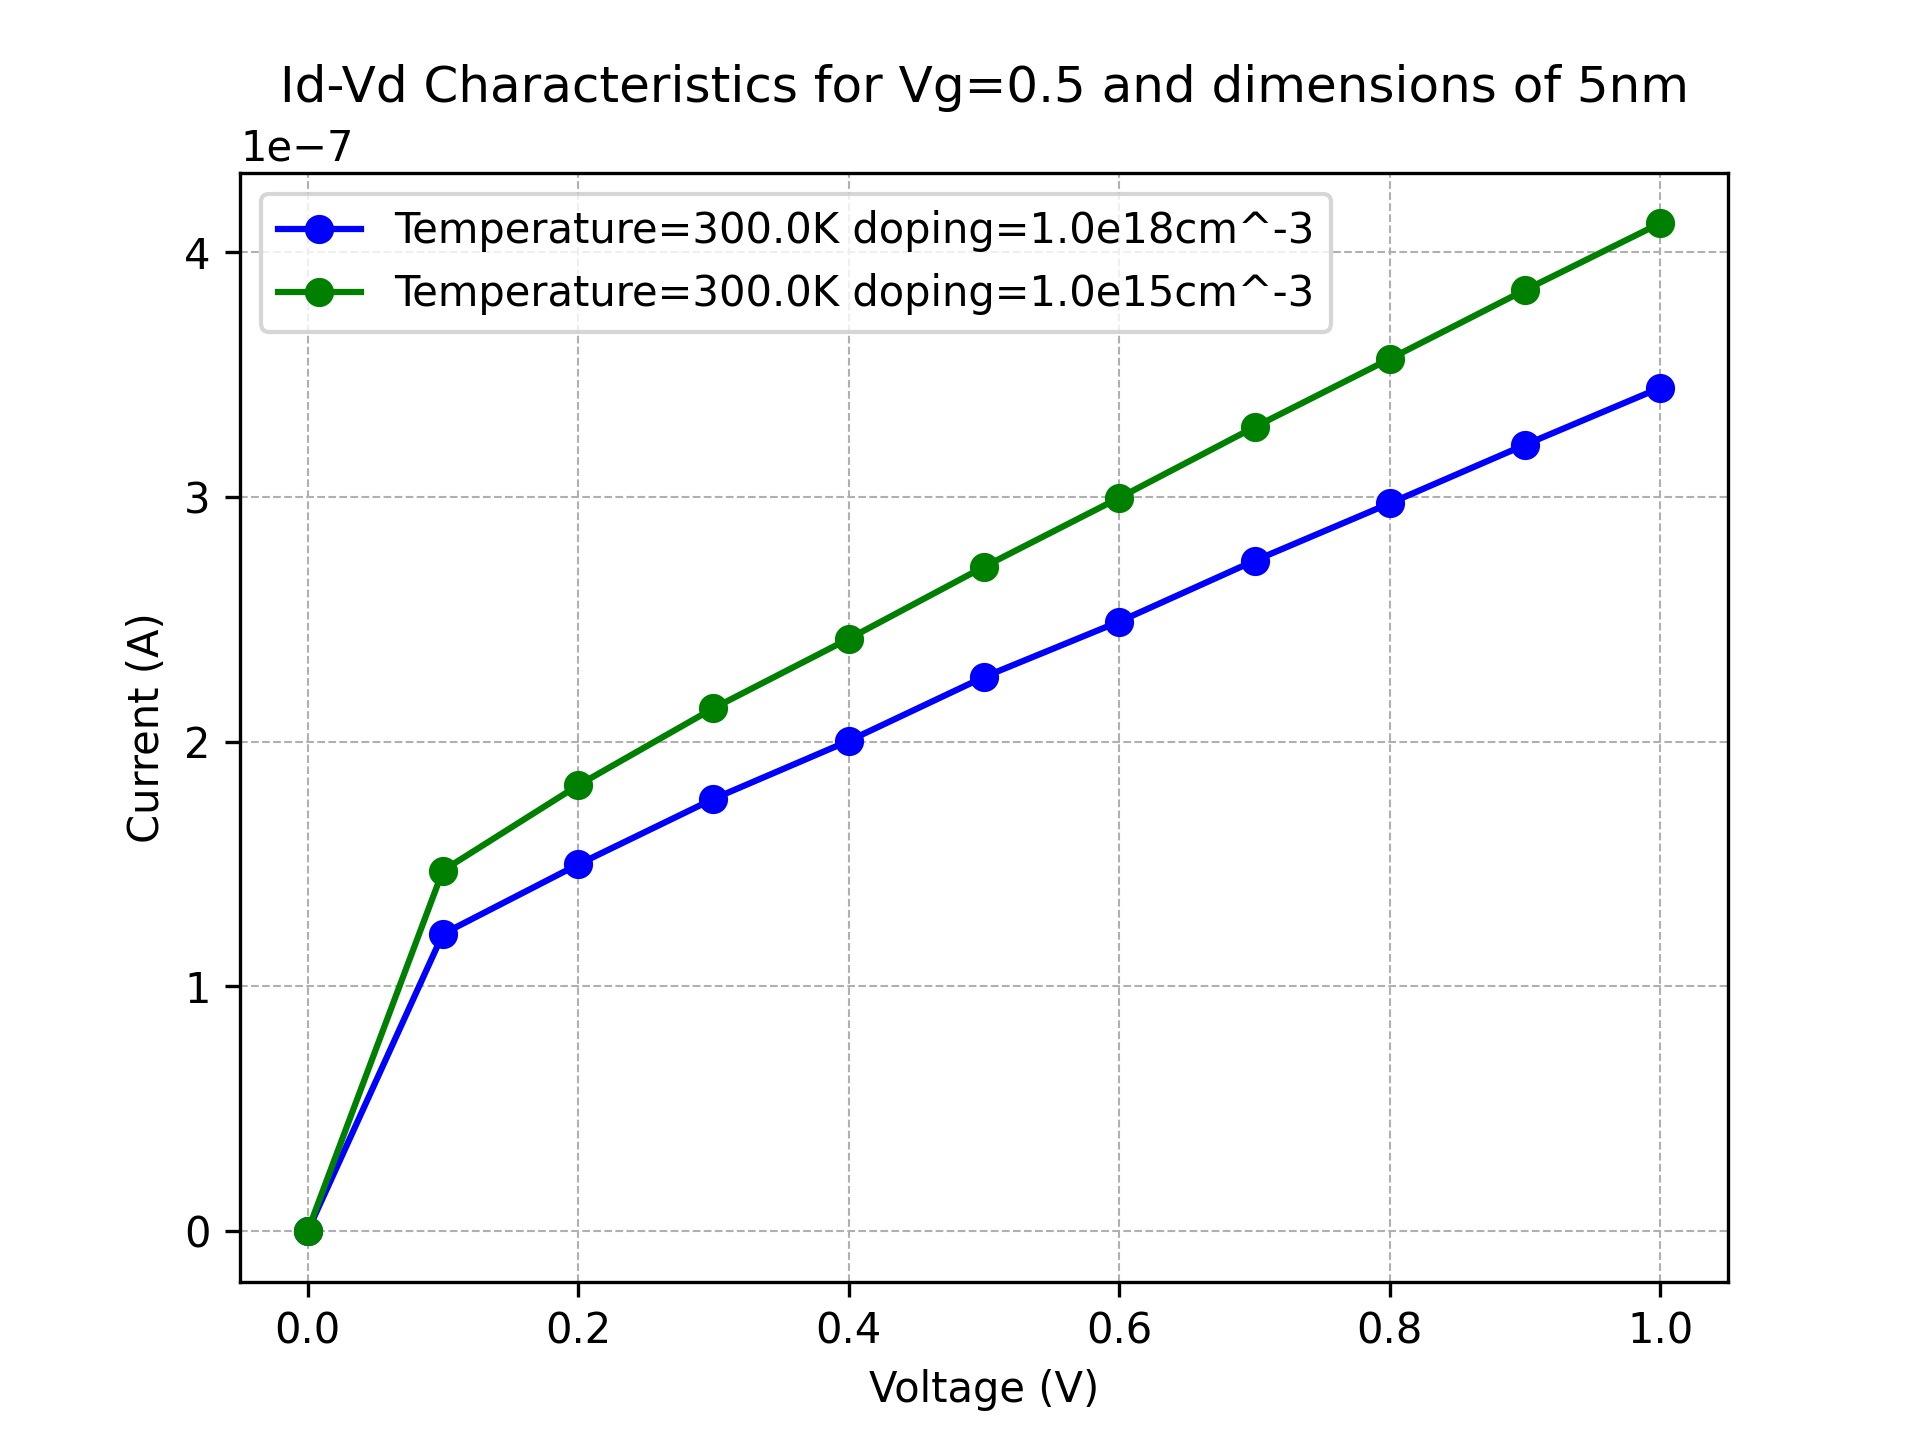 Id-Vd Characteristics for Vg=0.5 and dimensions of 5nm
1e−7
Temperature=300.0K doping=1.0e18cm^-3
Temperature=300.0K doping=1.0e15cm^-3
4
3
2
1
0
Current (A)
0.0 0.2 0.4 0.6 0.8 1.0
Voltage (V)